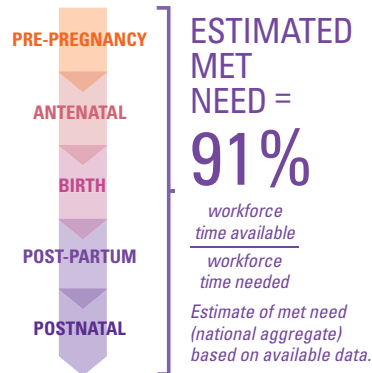 PRE-PREGNANCY
ANTENATAL
BIRTH
POST-PARTUM
POSTNATAL
ESTIMATED
MET
NEED =
91%
workforce
time available
workforce
time needed
Estimate of met need
(national aggregate)
based on available data.